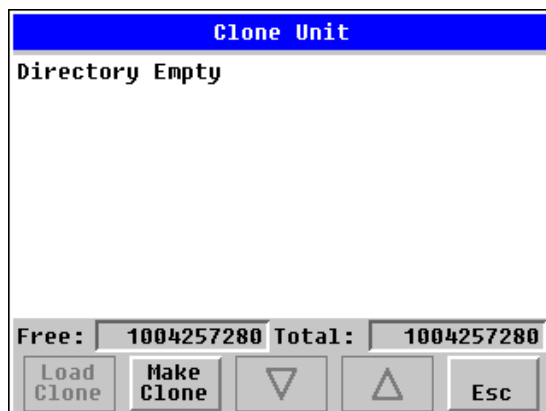 Clone Unit
Directory Empty
Free: 1004257280 Total: 1004257280
Load Clone Make Clone Esc